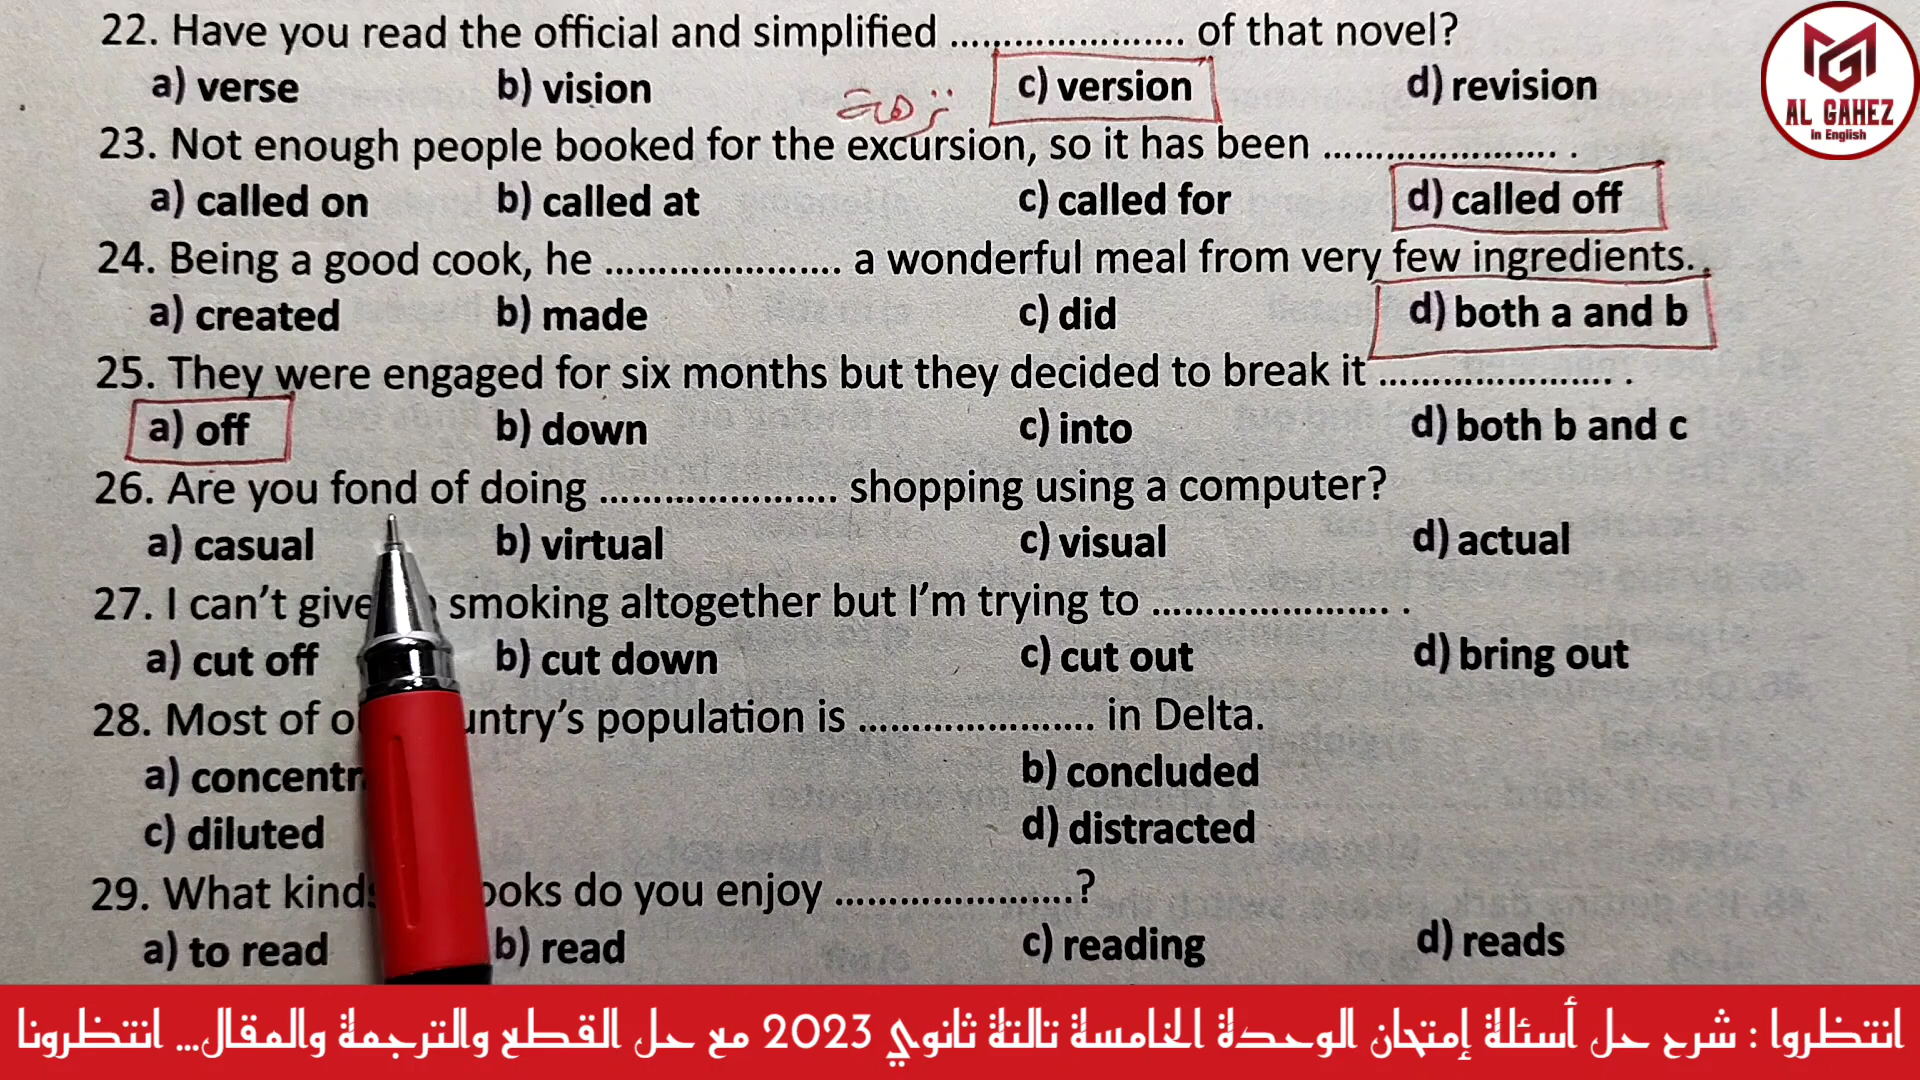 22. Have you read the official and simplified ...................... of that novel?
a) verse b) vision c) version d) revision
نزهة
23. Not enough people booked for the excursion, so it has been ...................... .
a) called on b) called at c) called for d) called off
24. Being a good cook, he ...................... a wonderful meal from very few ingredients.
a) created b) made c) did d) both a and b
25. They were engaged for six months but they decided to break it ...................... .
a) off b) down c) into d) both b and c
26. Are you fond of doing ...................... shopping using a computer?
a) casual b) virtual c) visual d) actual
27. I can't give smoking altogether but I'm trying to ...................... .
a) cut off b) cut down c) cut out d) bring out
28. Most of population is ...................... in Delta.
a) b) concluded
c) diluted d) distracted
29. What do you enjoy ......................?
a) to read b) read c) reading d) reads
AL GAHEZ
in English
انتظروا : شرح حل أسئلة إمتحان الوحدة الخامسة تالتة ثانوي 2023 مع حل القطع والترجمة والمقال... انتظرونا